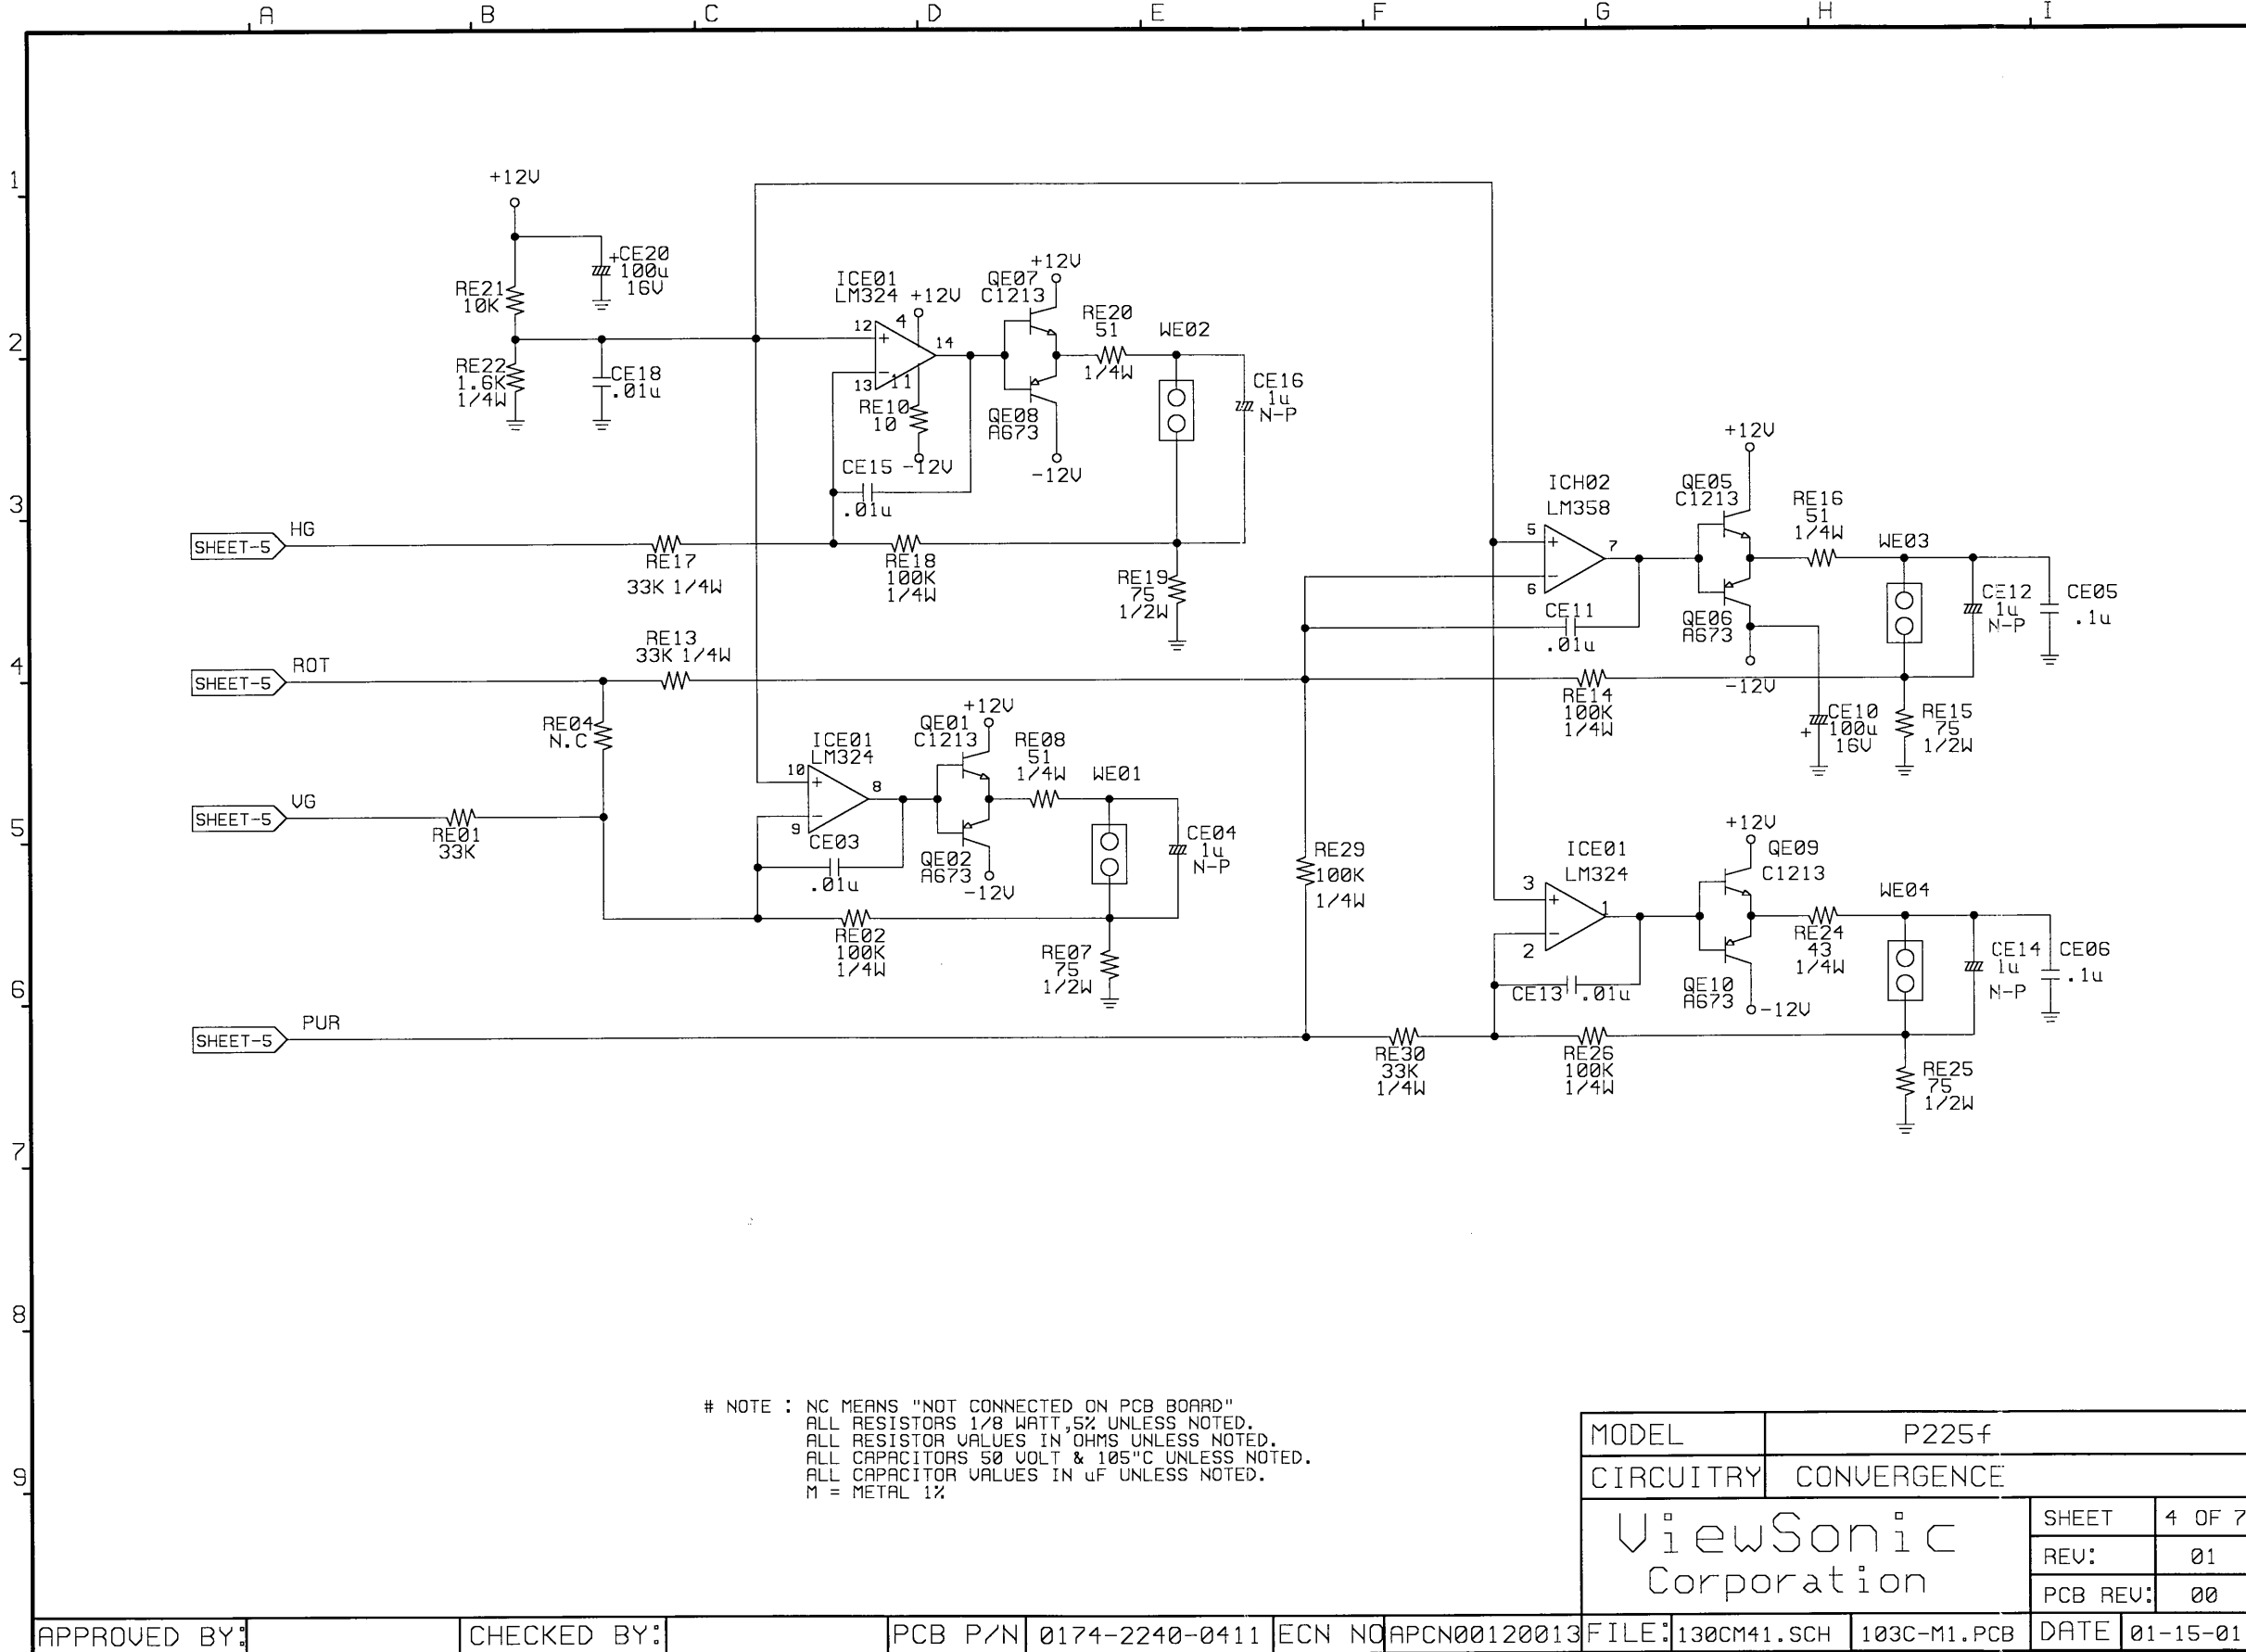 A B C D E F G H I
1
2
3
4
5
6
7
8
9
+12V
CE20
+
100u
16V
RE21
10K
RE22
1.6K
1/4W
CE18
.01u
ICE01
LM324
+12V
4
12
+
14
13
-
11
RE10
10
-12V
CE15
.01u
QE07
C1213
+12V
QE08
A673
-12V
RE20
51
1/4W
WE02
CE16
1u
N-P
SHEET-5
HG
RE17
33K 1/4W
RE18
100K
1/4W
RE19
75
1/2W
SHEET-5
ROT
RE13
33K 1/4W
RE04
N.C
SHEET-5
VG
RE01
33K
ICE01
LM324
10
+
8
9
-
CE03
.01u
QE01
C1213
+12V
QE02
A673
-12V
RE08
51
1/4W
WE01
CE04
1u
N-P
RE02
100K
1/4W
RE07
75
1/2W
SHEET-5
PUR
ICH02
LM358
5
+
7
6
-
CE11
.01u
QE05
C1213
+12V
QE06
A673
-12V
RE16
51
1/4W
WE03
CE12
1u
N-P
CE05
.1u
RE14
100K
1/4W
CE10
+
100u
16V
RE15
75
1/2W
RE29
100K
1/4W
ICE01
LM324
3
+
1
2
-
CE13
.01u
+12V
QE09
C1213
QE10
A673
-12V
RE24
43
1/4W
WE04
CE14
1u
N-P
CE06
.1u
RE30
33K
1/4W
RE26
100K
1/4W
RE25
75
1/2W
# NOTE : NC MEANS "NOT CONNECTED ON PCB BOARD"
ALL RESISTORS 1/8 WATT,5% UNLESS NOTED.
ALL RESISTOR VALUES IN OHMS UNLESS NOTED.
ALL CAPACITORS 50 VOLT & 105"C UNLESS NOTED.
ALL CAPACITOR VALUES IN uF UNLESS NOTED.
M = METAL 1%
MODEL P225f
CIRCUITRY CONVERGENCE
ViewSonic
Corporation
SHEET 4 OF 7
REV: 01
PCB REV: 00
APPROVED BY: CHECKED BY: PCB P/N 0174-2240-0411 ECN NO APCN00120013 FILE: 130CM41.SCH 103C-M1.PCB DATE 01-15-01